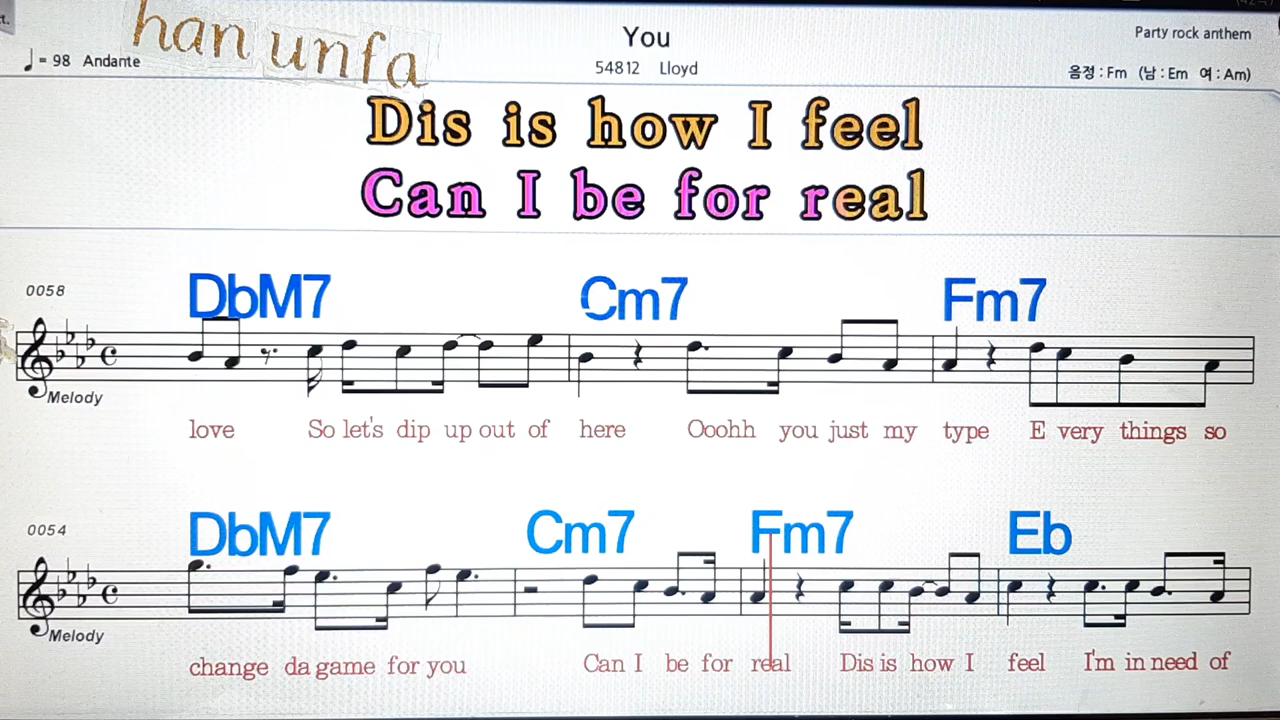 han unfa
You
Party rock anthem
♩= 98 Andante
54812 Lloyd
음정 : Fm (남 : Em 여 : Am)
Dis is how I feel
Can I be for real
0058
DbM7 Cm7 Fm7
Melody
love So let's dip up out of here Ooohh you just my type E very things so
0054
DbM7 Cm7 Fm7 Eb
Melody
change da game for you Can I be for real Dis is how I feel I'm in need of